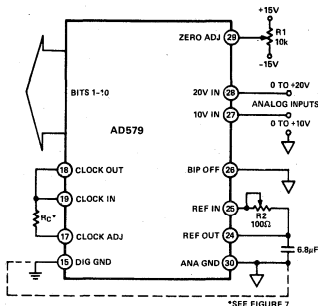 +15V
ZERO ADJ 29 R1
10k
-15V
BITS 1-10
20V IN 28 0 TO +20V
ANALOG INPUTS
10V IN 27 0 TO +10V
AD579
18 CLOCK OUT
BIP OFF 26
19 CLOCK IN
RC*
REF IN 25 R2
100Ω
17 CLOCK ADJ
REF OUT 24
6.8μF
15 DIG GND
ANA GND 30
*SEE FIGURE 7